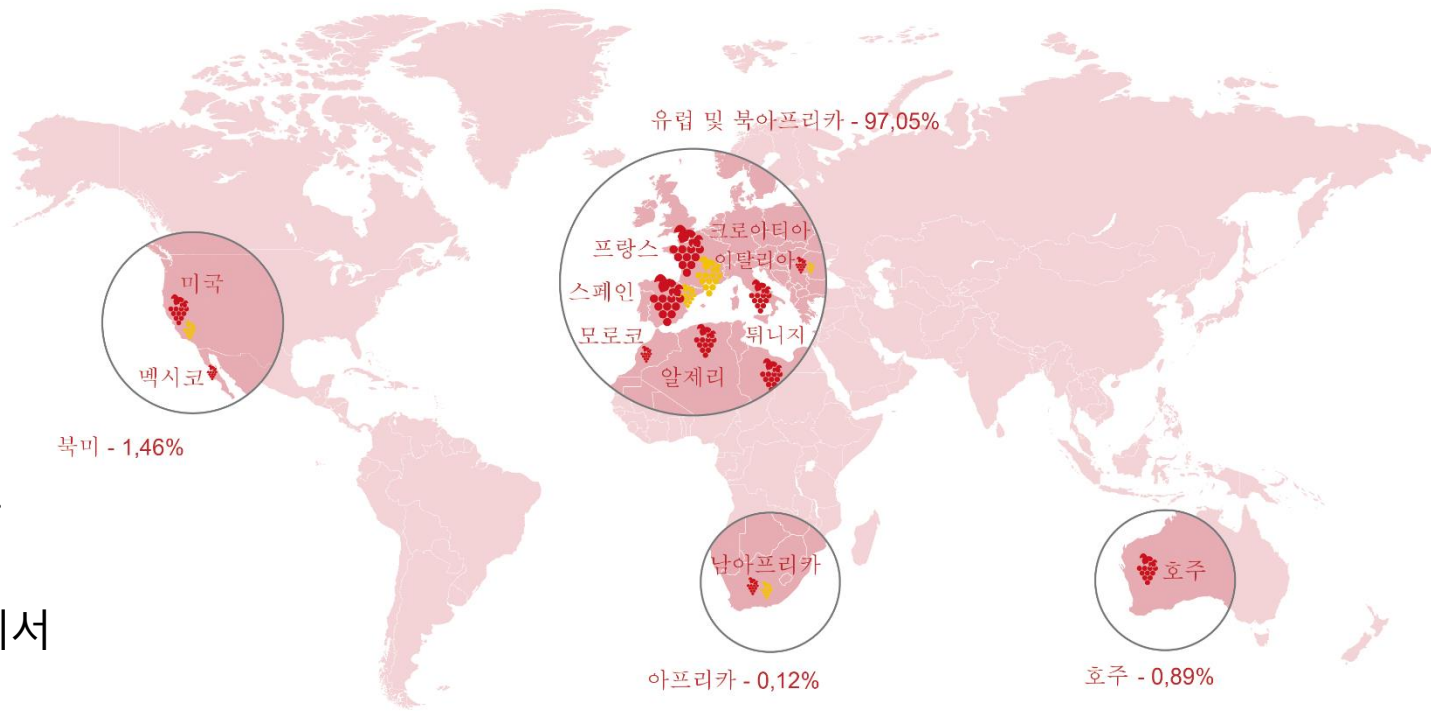 유럽 및 북아프리카 - 97,05%
크로아티아
프랑스
이탈리아
미국
스페인
모로코
튀니지
멕시코
알제리
북미 - 1,46%
남아프리카
호주
에서
아프리카 - 0,12%
호주 - 0,89%